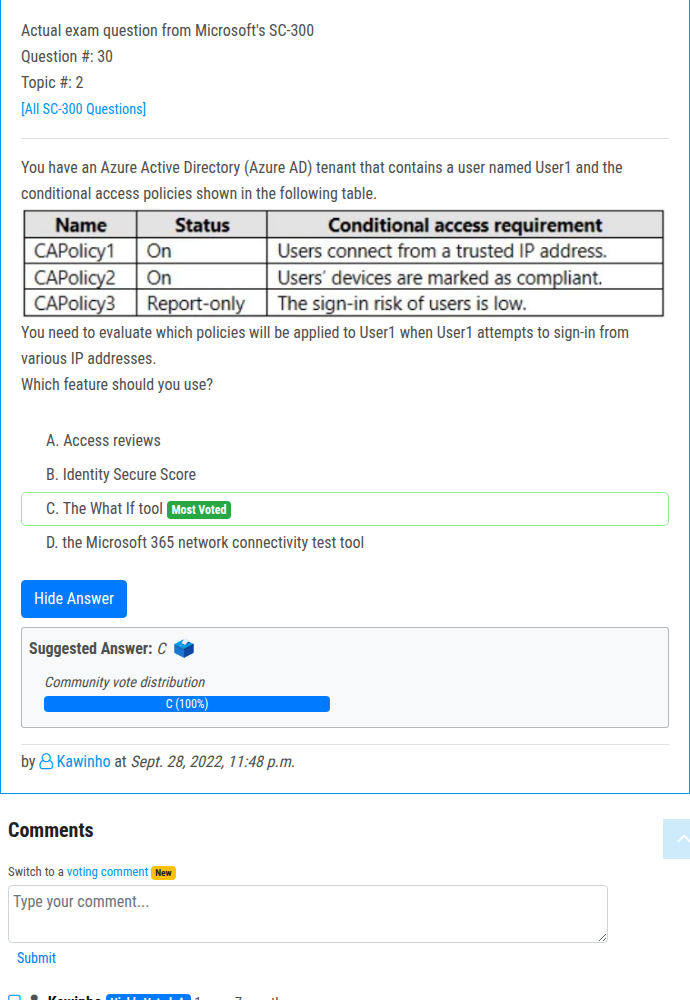 Actual exam question from Microsoft's SC-300
Question #: 30
Topic #: 2
[All SC-300 Questions]
You have an Azure Active Directory (Azure AD) tenant that contains a user named User1 and the
conditional access policies shown in the following table.
Name Status Conditional access requirement
CAPolicy1 On Users connect from a trusted IP address.
CAPolicy2 On Users' devices are marked as compliant.
CAPolicy3 Report-only The sign-in risk of users is low.
You need to evaluate which policies will be applied to User1 when User1 attempts to sign-in from
various IP addresses.
Which feature should you use?
A. Access reviews
B. Identity Secure Score
C. The What If tool Most Voted
D. the Microsoft 365 network connectivity test tool
Hide Answer
Suggested Answer: C
Community vote distribution
C (100%)
by Kawinho at Sept. 28, 2022, 11:48 p.m.
Comments
Switch to a voting comment New
Type your comment...
Submit
Kawinho